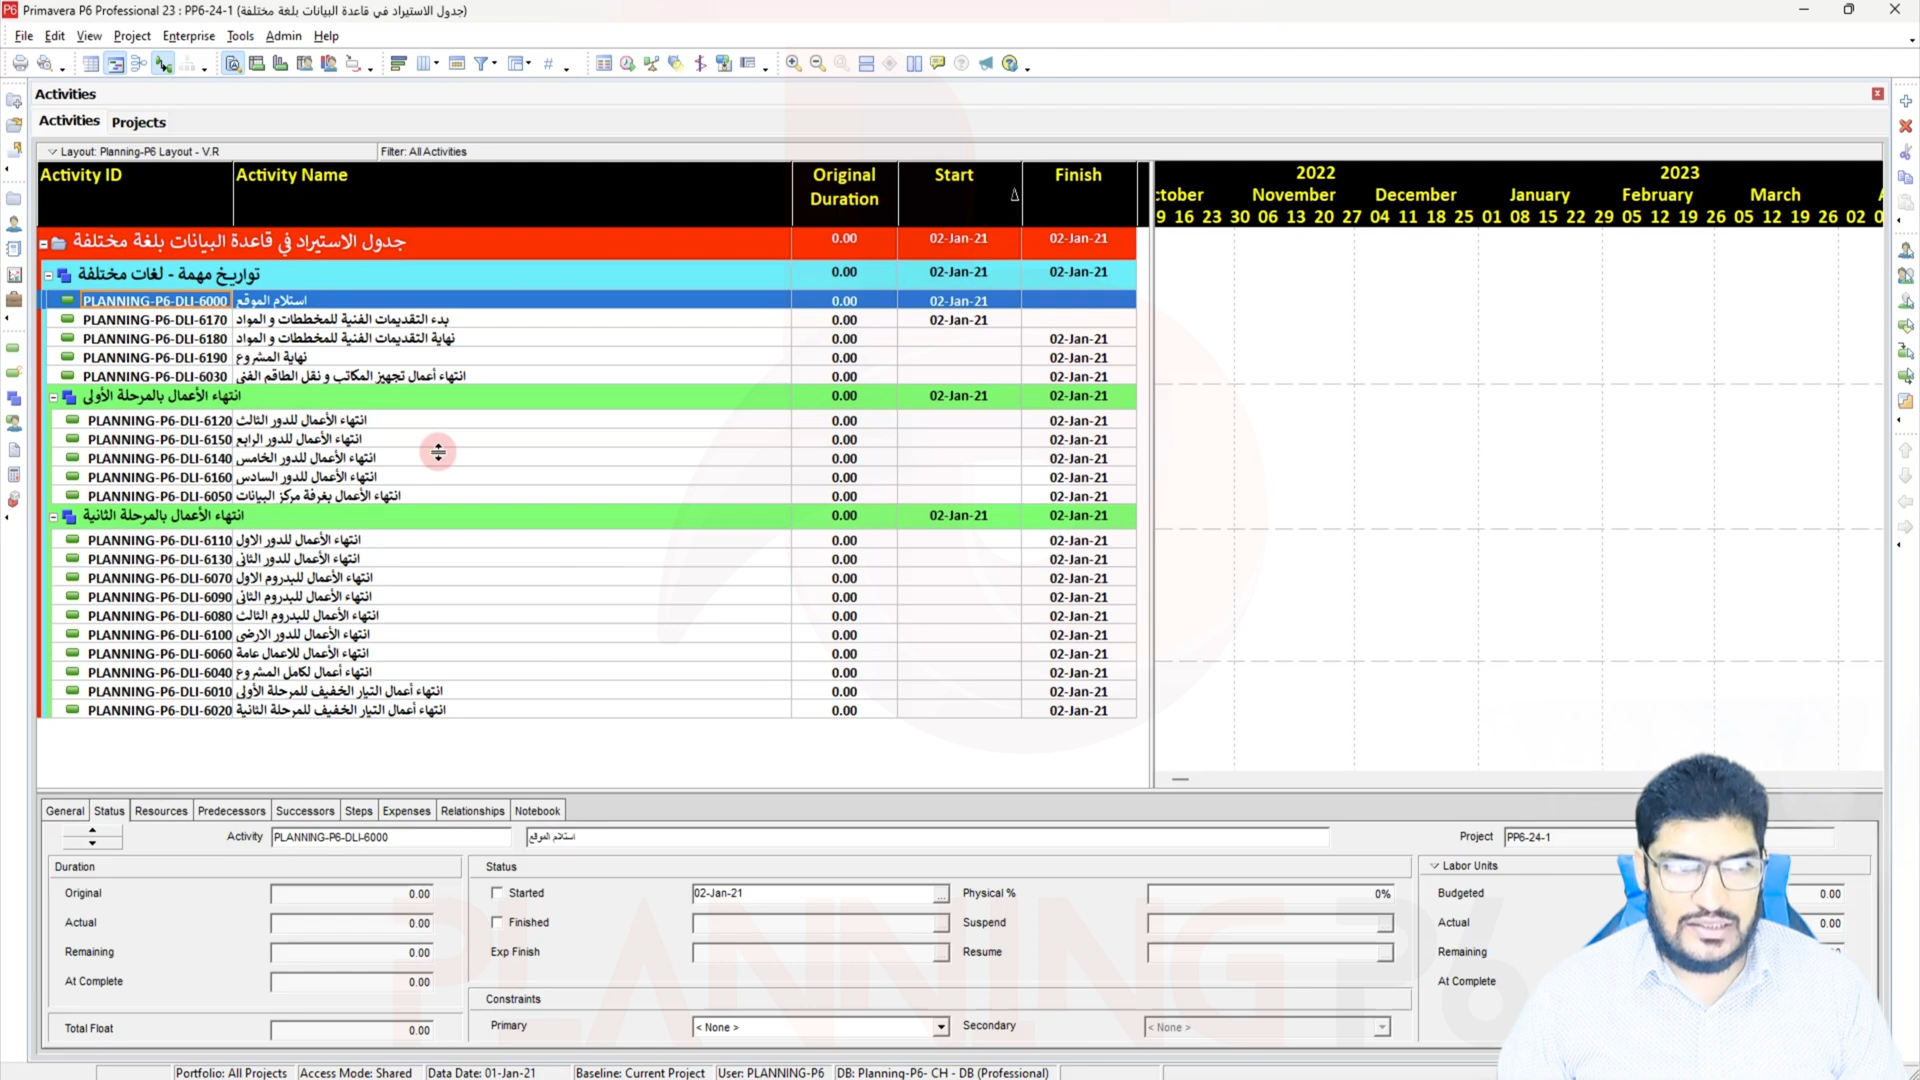 Primavera P6 Professional 23 : PP6-24-1 (جدول الاستيراد في قاعدة البيانات بلغة مختلفة)
File Edit View Project Enterprise Tools Admin Help
Activities
Activities Projects
Layout: Planning-P6 Layout - V.R Filter: All Activities
Activity ID Activity Name Original Duration Start Finish
2022 2023
ctober November December January February March A
9 16 23 30 06 13 20 27 04 11 18 25 01 08 15 22 29 05 12 19 26 05 12 19 26 02 0
جدول الاستيراد في قاعدة البيانات بلغة مختلفة 0.00 02-Jan-21 02-Jan-21
تواريخ مهمة - لغات مختلفة 0.00 02-Jan-21 02-Jan-21
PLANNING-P6-DLI-6000 استلام الموقع 0.00 02-Jan-21
PLANNING-P6-DLI-6170 بدء التقديمات الفنية للمخططات و المواد 0.00 02-Jan-21
PLANNING-P6-DLI-6180 نهاية التقديمات الفنية للمخططات و المواد 0.00 02-Jan-21
PLANNING-P6-DLI-6190 نهاية المشروع 0.00 02-Jan-21
PLANNING-P6-DLI-6030 انتهاء أعمال تجهيز المكاتب و نقل الطاقم الفنى 0.00 02-Jan-21
انتهاء الأعمال بالمرحلة الأولى 0.00 02-Jan-21 02-Jan-21
PLANNING-P6-DLI-6120 انتهاء الأعمال للدور الثالث 0.00 02-Jan-21
PLANNING-P6-DLI-6150 انتهاء الأعمال للدور الرابع 0.00 02-Jan-21
PLANNING-P6-DLI-6140 انتهاء الأعمال للدور الخامس 0.00 02-Jan-21
PLANNING-P6-DLI-6160 انتهاء الأعمال للدور السادس 0.00 02-Jan-21
PLANNING-P6-DLI-6050 انتهاء الأعمال بغرفة مركز البيانات 0.00 02-Jan-21
انتهاء الأعمال بالمرحلة الثانية 0.00 02-Jan-21 02-Jan-21
PLANNING-P6-DLI-6110 انتهاء الأعمال للدور الاول 0.00 02-Jan-21
PLANNING-P6-DLI-6130 انتهاء الأعمال للدور الثانى 0.00 02-Jan-21
PLANNING-P6-DLI-6070 انتهاء الأعمال للبدروم الاول 0.00 02-Jan-21
PLANNING-P6-DLI-6090 انتهاء الأعمال للبدروم الثانى 0.00 02-Jan-21
PLANNING-P6-DLI-6080 انتهاء الأعمال للبدروم الثالث 0.00 02-Jan-21
PLANNING-P6-DLI-6100 انتهاء الأعمال للدور الارضى 0.00 02-Jan-21
PLANNING-P6-DLI-6060 انتهاء الأعمال للاعمال عامة 0.00 02-Jan-21
PLANNING-P6-DLI-6040 انتهاء أعمال لكامل المشروع 0.00 02-Jan-21
PLANNING-P6-DLI-6010 انتهاء أعمال التيار الخفيف للمرحلة الأولى 0.00 02-Jan-21
PLANNING-P6-DLI-6020 انتهاء أعمال التيار الخفيف للمرحلة الثانية 0.00 02-Jan-21
General Status Resources Predecessors Successors Steps Expenses Relationships Notebook
Activity PLANNING-P6-DLI-6000 استلام الموقع Project PP6-24-1
Duration Status Labor Units
Original 0.00 Started 02-Jan-21 Physical % 0% Budgeted 0.00
Actual 0.00 Finished Suspend Actual 0.00
Remaining 0.00 Exp Finish Resume Remaining
At Complete 0.00 At Complete
Constraints
Total Float 0.00 Primary < None > Secondary < None >
PLANNING P6
Portfolio: All Projects Access Mode: Shared Data Date: 01-Jan-21 Baseline: Current Project User: PLANNING-P6 DB: Planning-P6- CH - DB (Professional)